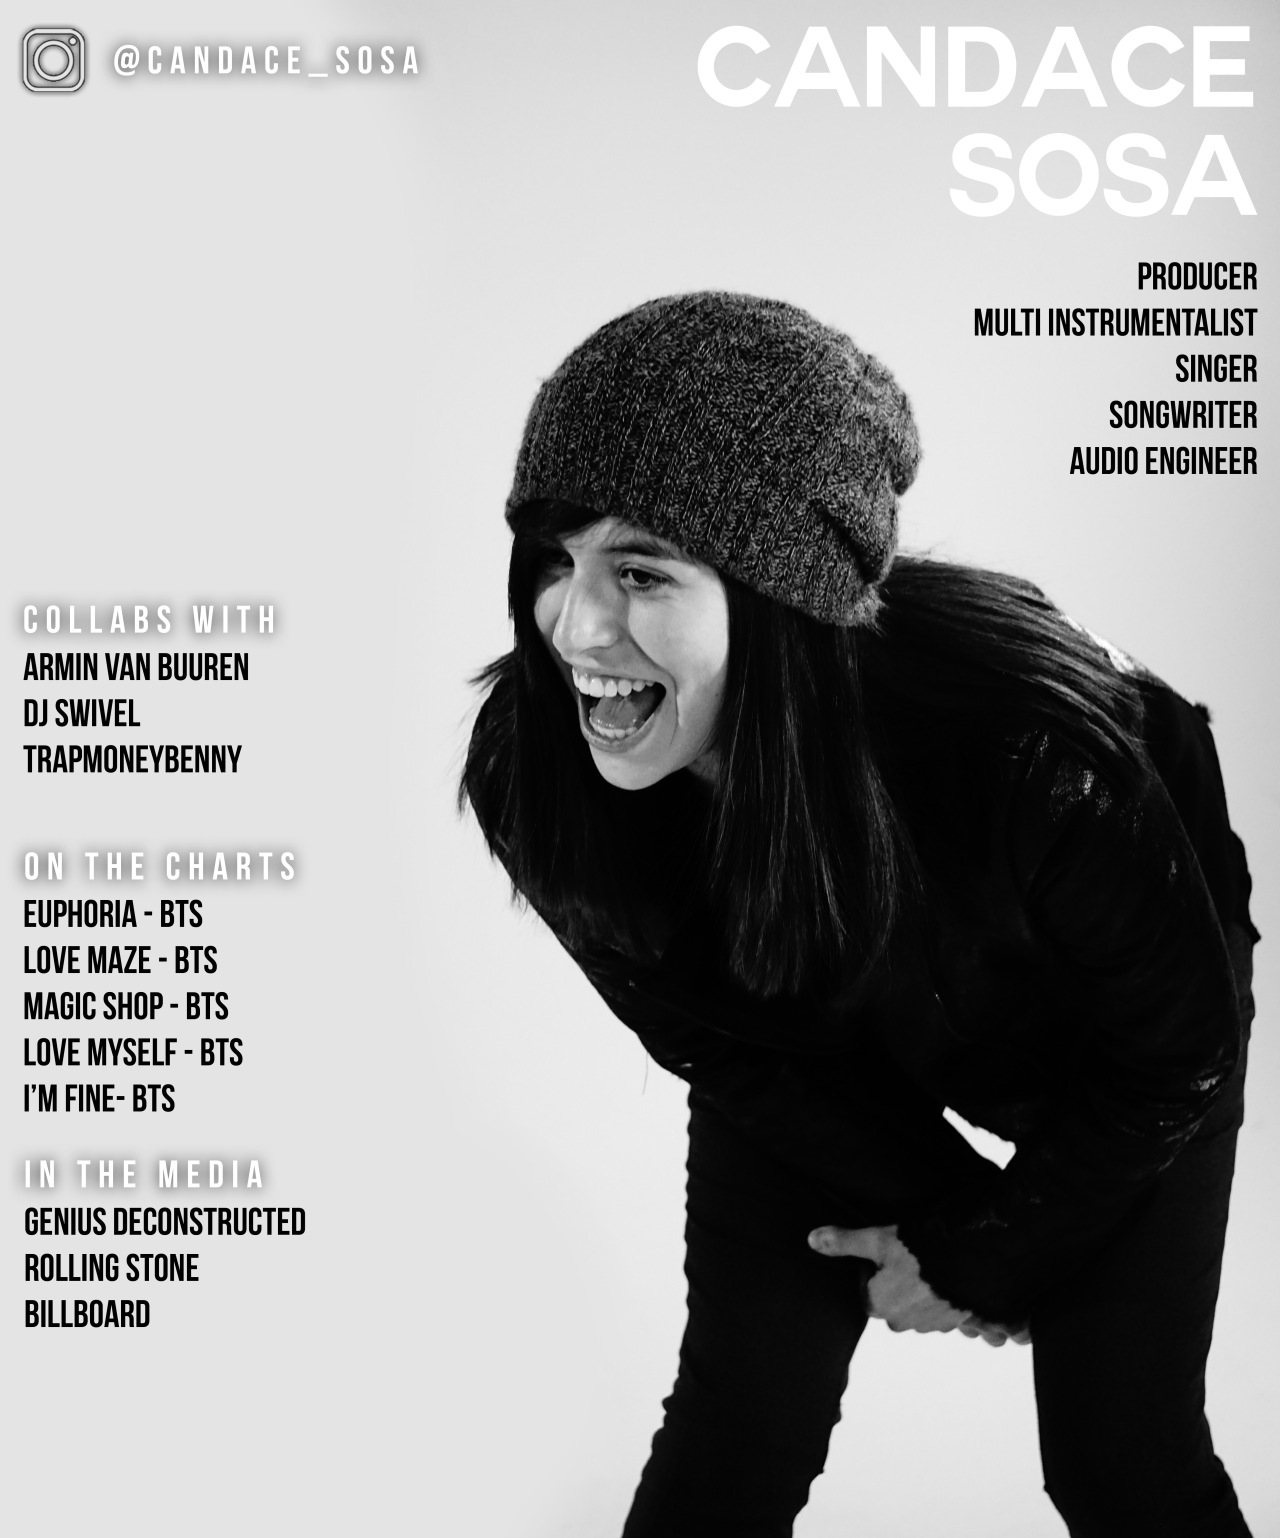 @CANDACE_SOSA
CANDACE
SOSA
PRODUCER
MULTI INSTRUMENTALIST
SINGER
SONGWRITER
AUDIO ENGINEER
COLLABS WITH
ARMIN VAN BUUREN
DJ SWIVEL
TRAPMONEYBENNY
ON THE CHARTS
EUPHORIA - BTS
LOVE MAZE - BTS
MAGIC SHOP - BTS
LOVE MYSELF - BTS
I'M FINE- BTS
IN THE MEDIA
GENIUS DECONSTRUCTED
ROLLING STONE
BILLBOARD